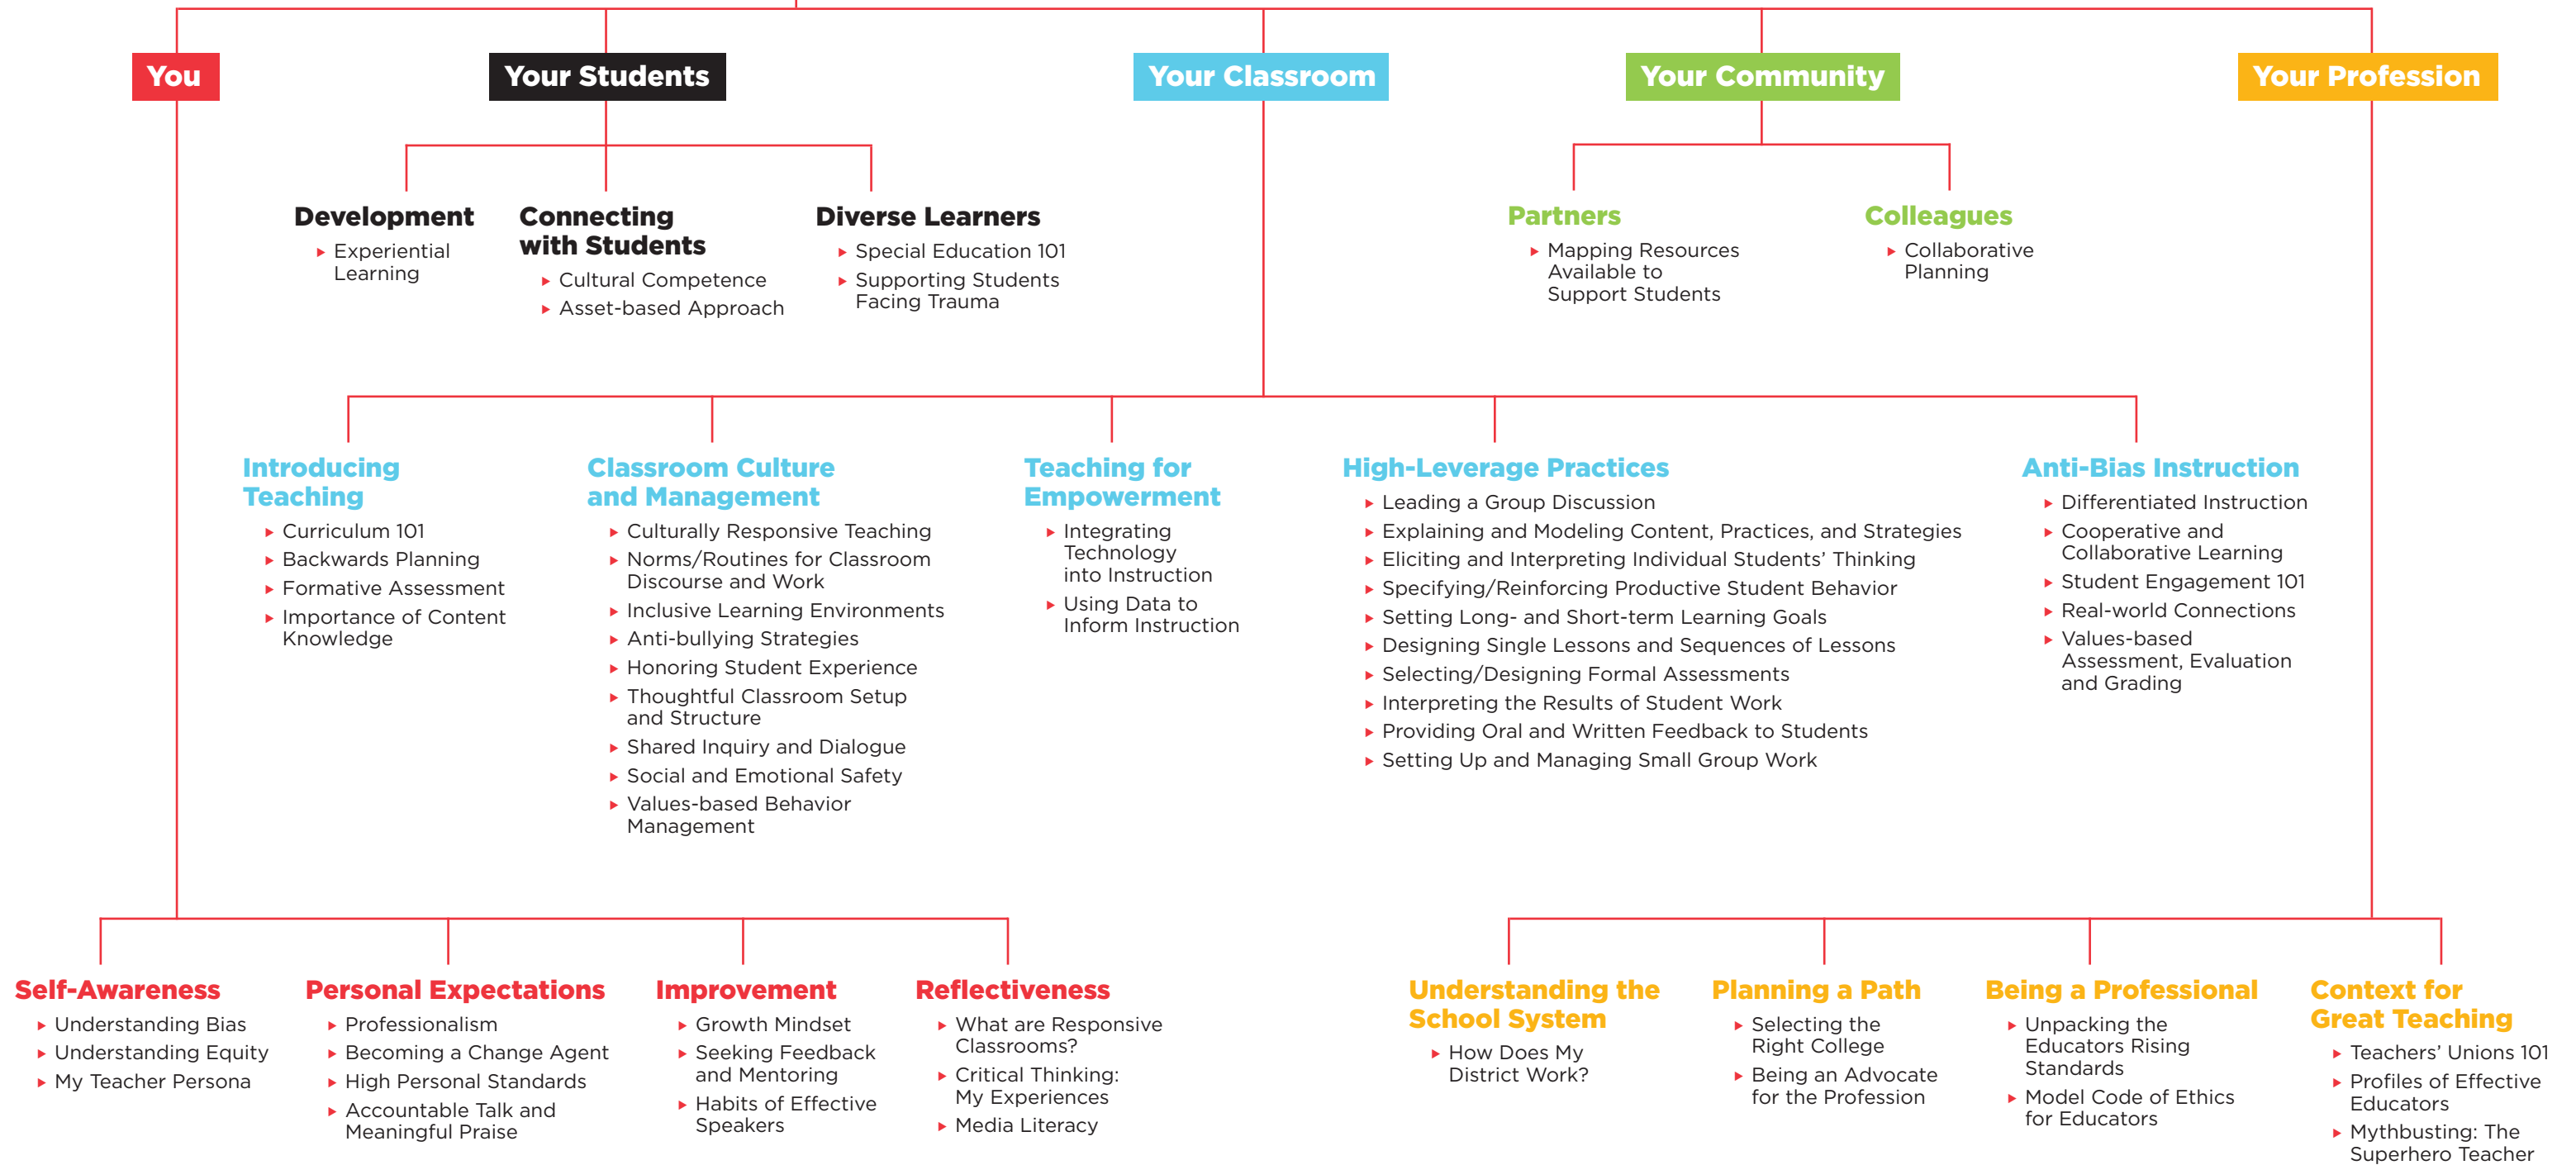 You
Your Students
Your Classroom
Your Community
Your Profession
Development
Experiential
Learning
Connecting
with Students
Cultural Competence
Asset-based Approach
Diverse Learners
Special Education 101
Supporting Students
Facing Trauma
Partners
Mapping Resources
Available to
Support Students
Colleagues
Collaborative
Planning
Introducing
Teaching
Curriculum 101
Backwards Planning
Formative Assessment
Importance of Content
Knowledge
Classroom Culture
and Management
Culturally Responsive Teaching
Norms/Routines for Classroom
Discourse and Work
Inclusive Learning Environments
Anti-bullying Strategies
Honoring Student Experience
Thoughtful Classroom Setup
and Structure
Shared Inquiry and Dialogue
Social and Emotional Safety
Values-based Behavior
Management
Teaching for
Empowerment
Integrating
Technology
into Instruction
Using Data to
Inform Instruction
High-Leverage Practices
Leading a Group Discussion
Explaining and Modeling Content, Practices, and Strategies
Eliciting and Interpreting Individual Students’ Thinking
Specifying/Reinforcing Productive Student Behavior
Setting Long- and Short-term Learning Goals
Designing Single Lessons and Sequences of Lessons
Selecting/Designing Formal Assessments
Interpreting the Results of Student Work
Providing Oral and Written Feedback to Students
Setting Up and Managing Small Group Work
Anti-Bias Instruction
Differentiated Instruction
Cooperative and
Collaborative Learning
Student Engagement 101
Real-world Connections
Values-based
Assessment, Evaluation
and Grading
Self-Awareness
Understanding Bias
Understanding Equity
My Teacher Persona
Personal Expectations
Professionalism
Becoming a Change Agent
High Personal Standards
Accountable Talk and
Meaningful Praise
Improvement
Growth Mindset
Seeking Feedback
and Mentoring
Habits of Effective
Speakers
Reflectiveness
What are Responsive
Classrooms?
Critical Thinking:
My Experiences
Media Literacy
Understanding the
School System
How Does My
District Work?
Planning a Path
Selecting the
Right College
Being an Advocate
for the Profession
Being a Professional
Unpacking the
Educators Rising
Standards
Model Code of Ethics
for Educators
Context for
Great Teaching
Teachers’ Unions 101
Profiles of Effective
Educators
Mythbusting: The
Superhero Teacher